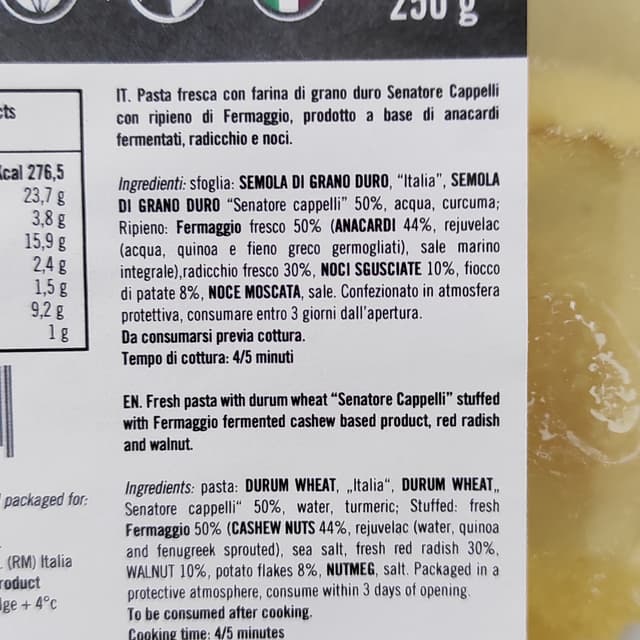 250 g
cts
Kcal 276,5
23,7 g
3,8 g
15,9 g
2,4 g
1,5 g
9,2 g
1 g
packaged for:
(RM) Italia
roduct
dge + 4°c
IT. Pasta fresca con farina di grano duro Senatore Cappelli
con ripieno di Fermaggio, prodotto a base di anacardi
fermentati, radicchio e noci.
Ingredienti: sfoglia: SEMOLA DI GRANO DURO, “Italia”, SEMOLA
DI GRANO DURO “Senatore cappelli” 50%, acqua, curcuma;
Ripieno: Fermaggio fresco 50% (ANACARDI 44%, rejuvelac
(acqua, quinoa e fieno greco germogliati), sale marino
integrale),radicchio fresco 30%, NOCI SGUSCIATE 10%, fiocco
di patate 8%, NOCE MOSCATA, sale. Confezionato in atmosfera
protettiva, consumare entro 3 giorni dall'apertura.
Da consumarsi previa cottura.
Tempo di cottura: 4/5 minuti
EN. Fresh pasta with durum wheat “Senatore Cappelli” stuffed
with Fermaggio fermented cashew based product, red radish
and walnut.
Ingredients: pasta: DURUM WHEAT, „Italia“, DURUM WHEAT„
Senatore cappelli“ 50%, water, turmeric; Stuffed: fresh
Fermaggio 50% (CASHEW NUTS 44%, rejuvelac (water, quinoa
and fenugreek sprouted), sea salt, fresh red radish 30%,
WALNUT 10%, potato flakes 8%, NUTMEG, salt. Packaged in a
protective atmosphere, consume within 3 days of opening.
To be consumed after cooking.
Cooking time: 4/5 minutes